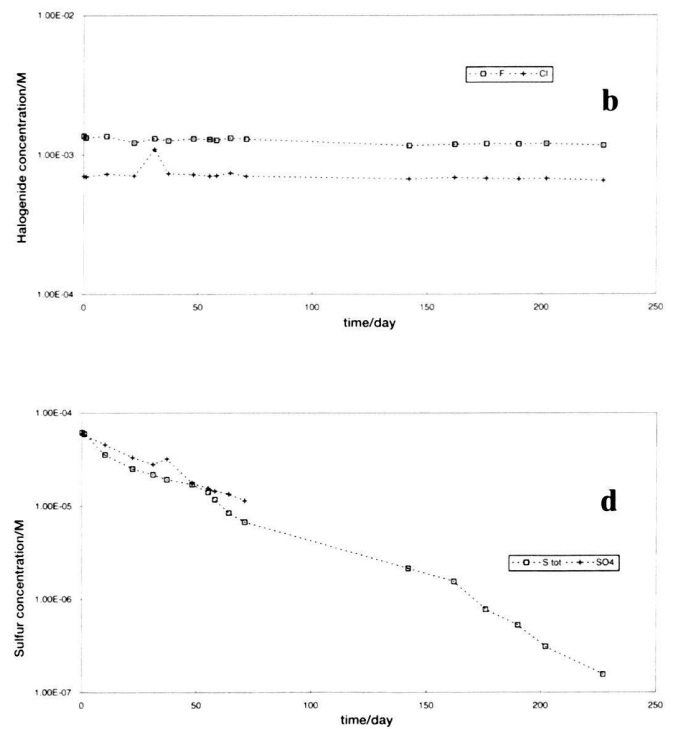 1.00E-02
F Cl
b
Halogenide concentration/M
1.00E-03
1.00E-04
0 50 100 150 200 250
time/day
1.00E-04
1.00E-05
d
Sulfur concentration/M
S tot SO4
1.00E-06
1.00E-07
0 50 100 150 200 250
time/day